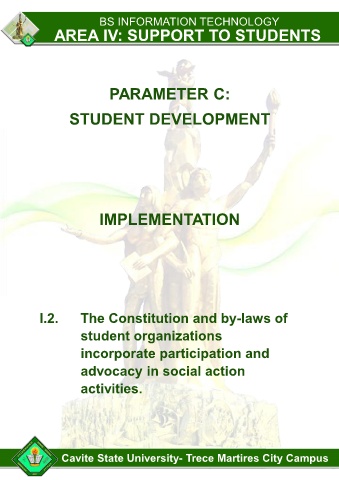 BS INFORMATION TECHNOLOGY
AREA IV: SUPPORT TO STUDENTS
PARAMETER C:
STUDENT DEVELOPMENT
IMPLEMENTATION
I.2. The Constitution and by-laws of
student organizations
incorporate participation and
advocacy in social action
activities.
Cavite State University- Trece Martires City Campus